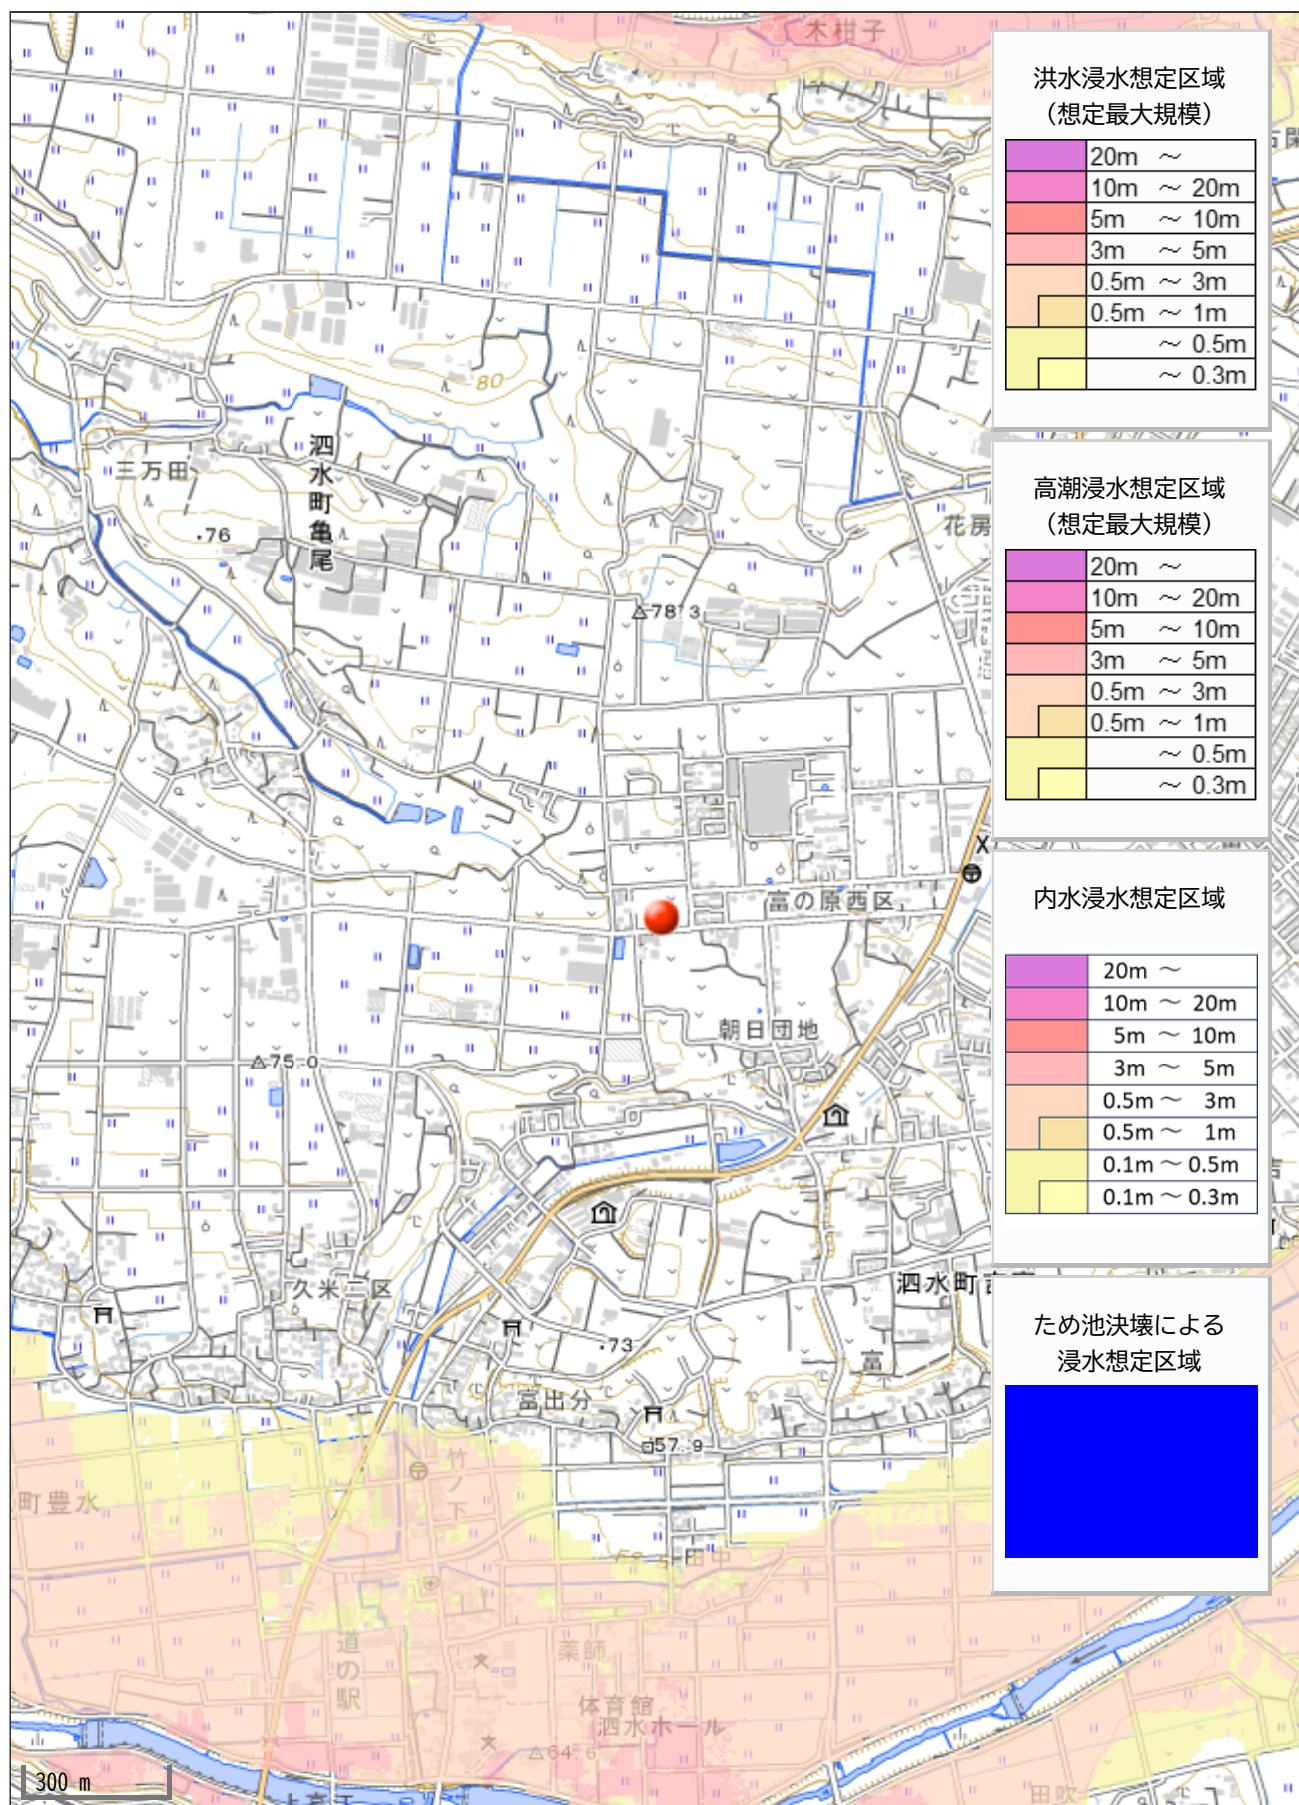 木柑子
洪水浸水想定区域
（想定最大規模）
20m ～
10m ～ 20m
5m ～ 10m
3m ～ 5m
0.5m ～ 3m
0.5m ～ 1m
～ 0.5m
～ 0.3m
80
泗水町亀尾
三万田
.76
花房
高潮浸水想定区域
（想定最大規模）
20m ～
10m ～ 20m
5m ～ 10m
3m ～ 5m
0.5m ～ 3m
0.5m ～ 1m
～ 0.5m
～ 0.3m
78.3
富の原西区
内水浸水想定区域
20m ～
10m ～ 20m
5m ～ 10m
3m ～ 5m
0.5m ～ 3m
0.5m ～ 1m
0.1m ～ 0.5m
0.1m ～ 0.3m
朝日団地
75.0
久米二区
泗水町
.73
富
富出分
57.9
ため池決壊による
浸水想定区域
竹ノ下
町豊水
田中
道の駅
薬師
体育館
泗水ホール
64.6
300 m
田吹